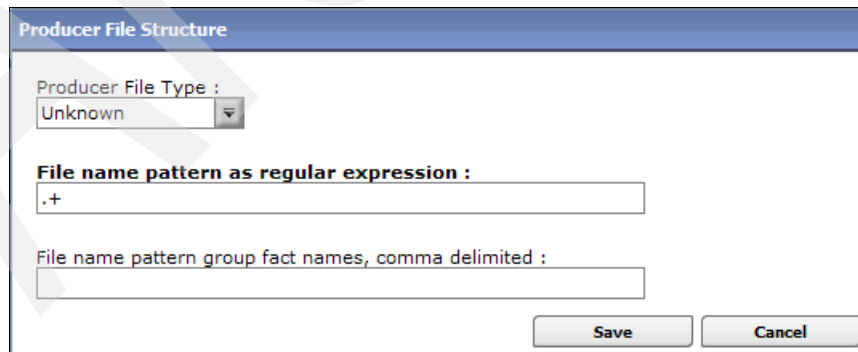 Producer File Structure
Producer File Type :
Unknown
File name pattern as regular expression :
.+
File name pattern group fact names, comma delimited :
Save Cancel